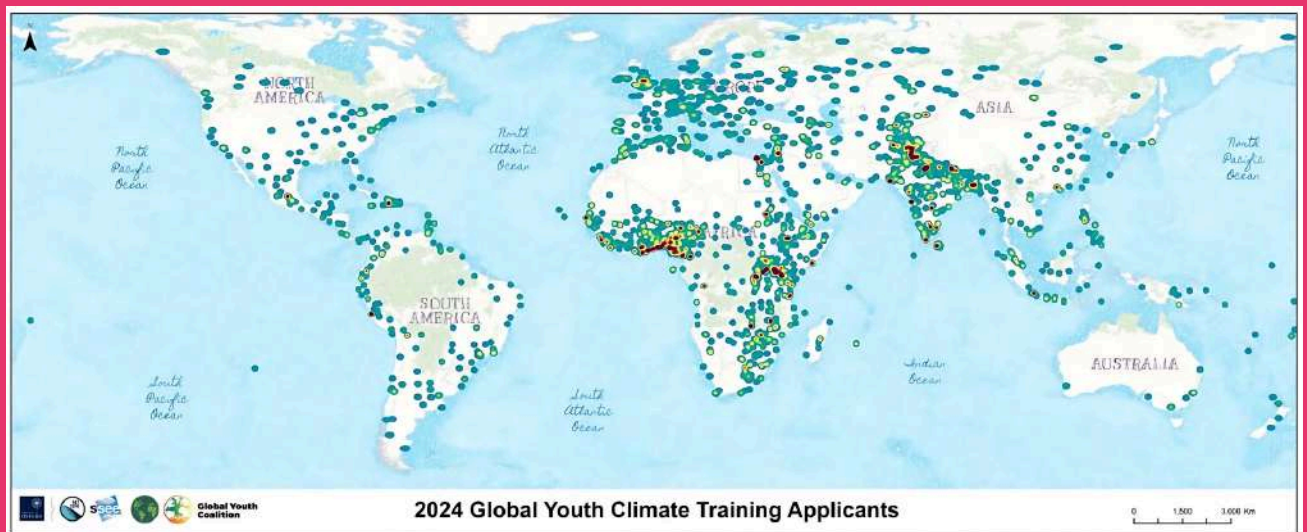 NORTH
AMERICA
ASIA
North
Pacific
Ocean
North
Atlantic
Ocean
North
Pacific
Ocean
SOUTH
AMERICA
AUSTRALIA
Indian
Ocean
South
Pacific
Ocean
South
Atlantic
Ocean
ssee
Global Youth
Coalition
2024 Global Youth Climate Training Applicants
0 1,500 3,000 Km